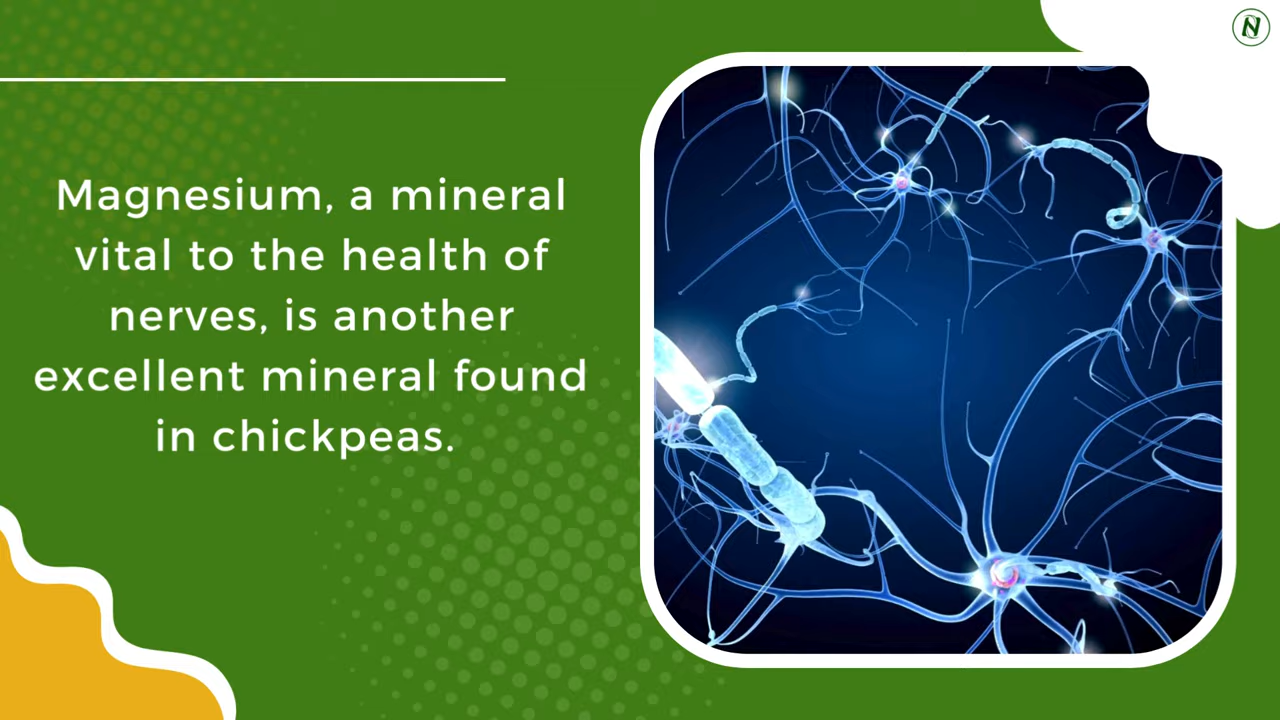 N
Magnesium, a mineral
vital to the health of
nerves, is another
excellent mineral found
in chickpeas.